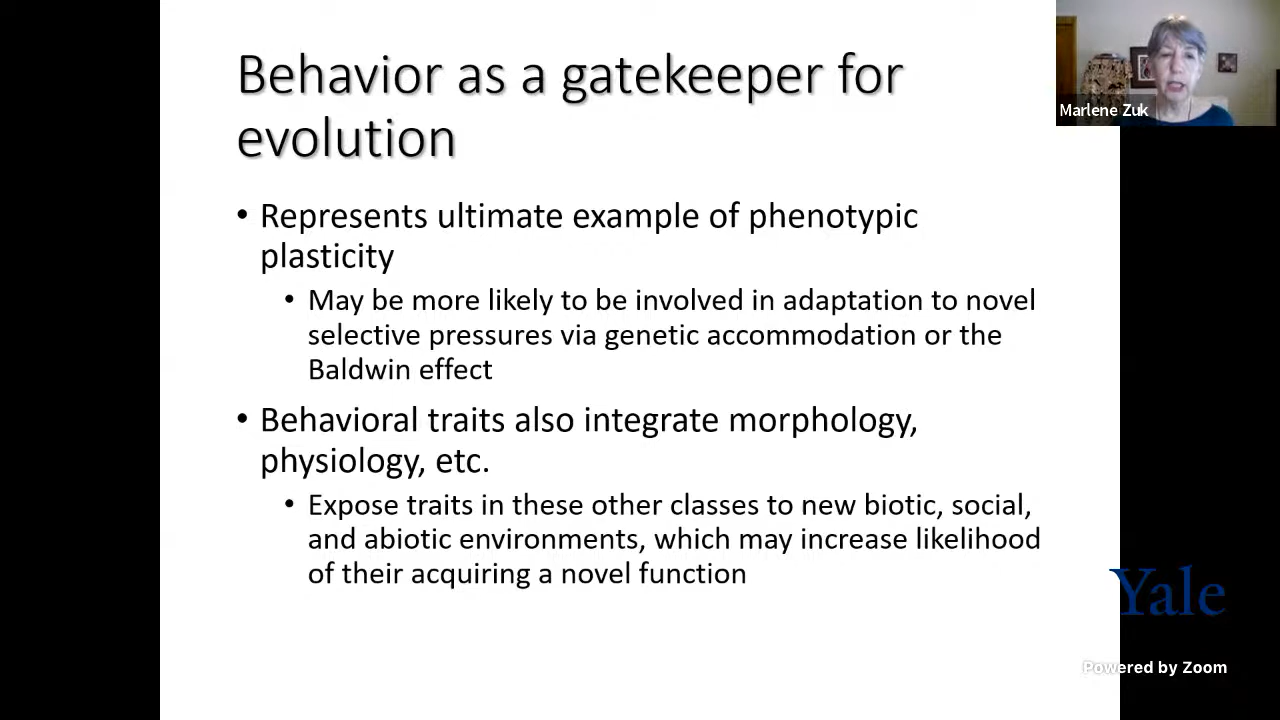 Behavior as a gatekeeper for
evolution
• Represents ultimate example of phenotypic
plasticity
• May be more likely to be involved in adaptation to novel
selective pressures via genetic accommodation or the
Baldwin effect
• Behavioral traits also integrate morphology,
physiology, etc.
• Expose traits in these other classes to new biotic, social,
and abiotic environments, which may increase likelihood
of their acquiring a novel function
Marlene Zuk
Yale
Powered by Zoom